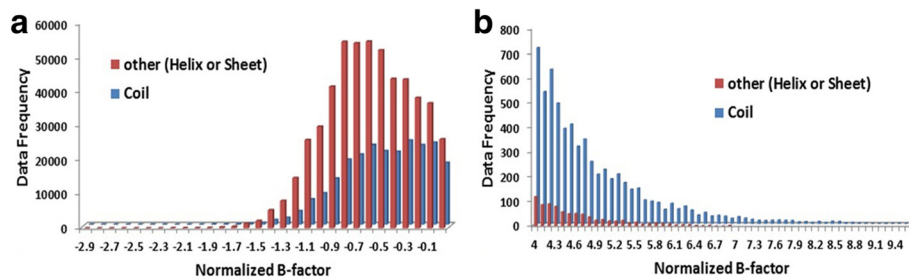 a
60000
50000
40000
30000
20000
10000
0
Data Frequency
other (Helix or Sheet)
Coil
-2.9 -2.7 -2.5 -2.3 -2.1 -1.9 -1.7 -1.5 -1.3 -1.1 -0.9 -0.7 -0.5 -0.3 -0.1
Normalized B-factor
b
800
700
600
500
400
300
200
100
0
Data Frequency
other (Helix or Sheet)
Coil
4 4.3 4.6 4.9 5.2 5.5 5.8 6.1 6.4 6.7 7 7.3 7.6 7.9 8.2 8.5 8.8 9.1 9.4
Normalized B-factor